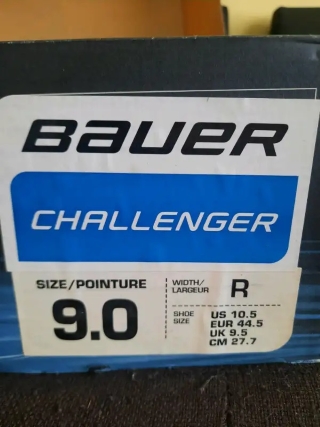 BAUER
CHALLENGER
SIZE/POINTURE
9.0
WIDTH/
LARGEUR
R
SHOE
SIZE
US 10.5
EUR 44.5
UK 9.5
CM 27.7